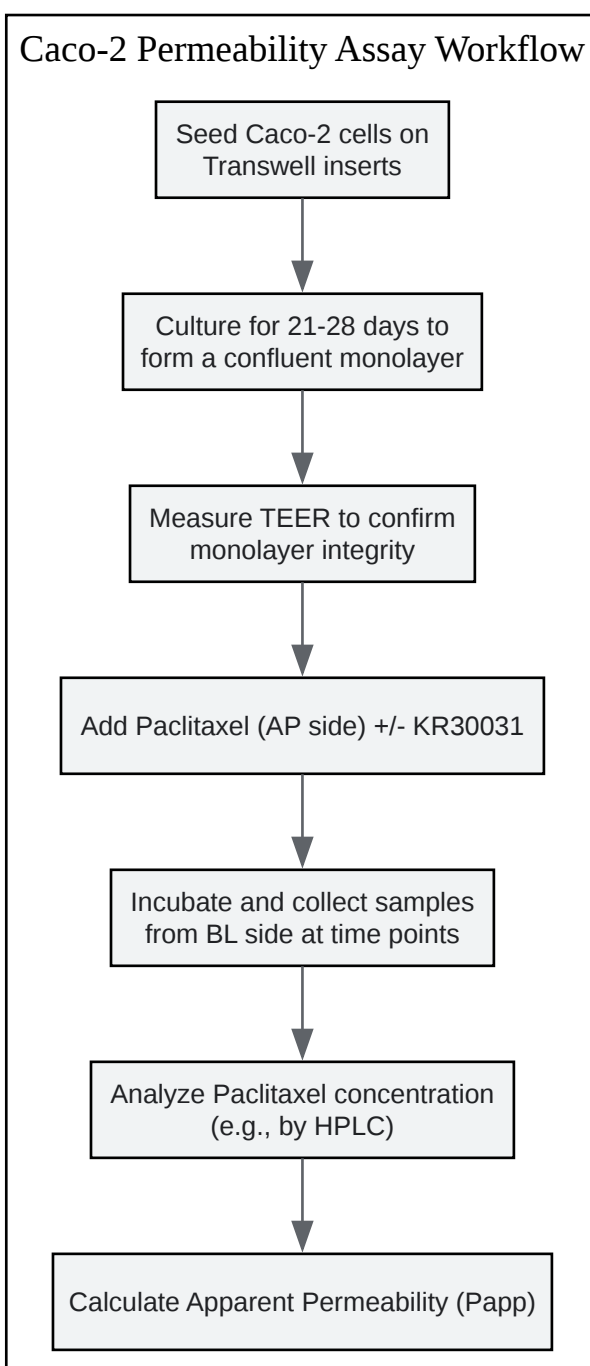 Caco-2 Permeability Assay Workflow
Seed Caco-2 cells on
Transwell inserts
Culture for 21-28 days to
form a confluent monolayer
Measure TEER to confirm
monolayer integrity
Add Paclitaxel (AP side) +/- KR30031
Incubate and collect samples
from BL side at time points
Analyze Paclitaxel concentration
(e.g., by HPLC)
Calculate Apparent Permeability (Papp)